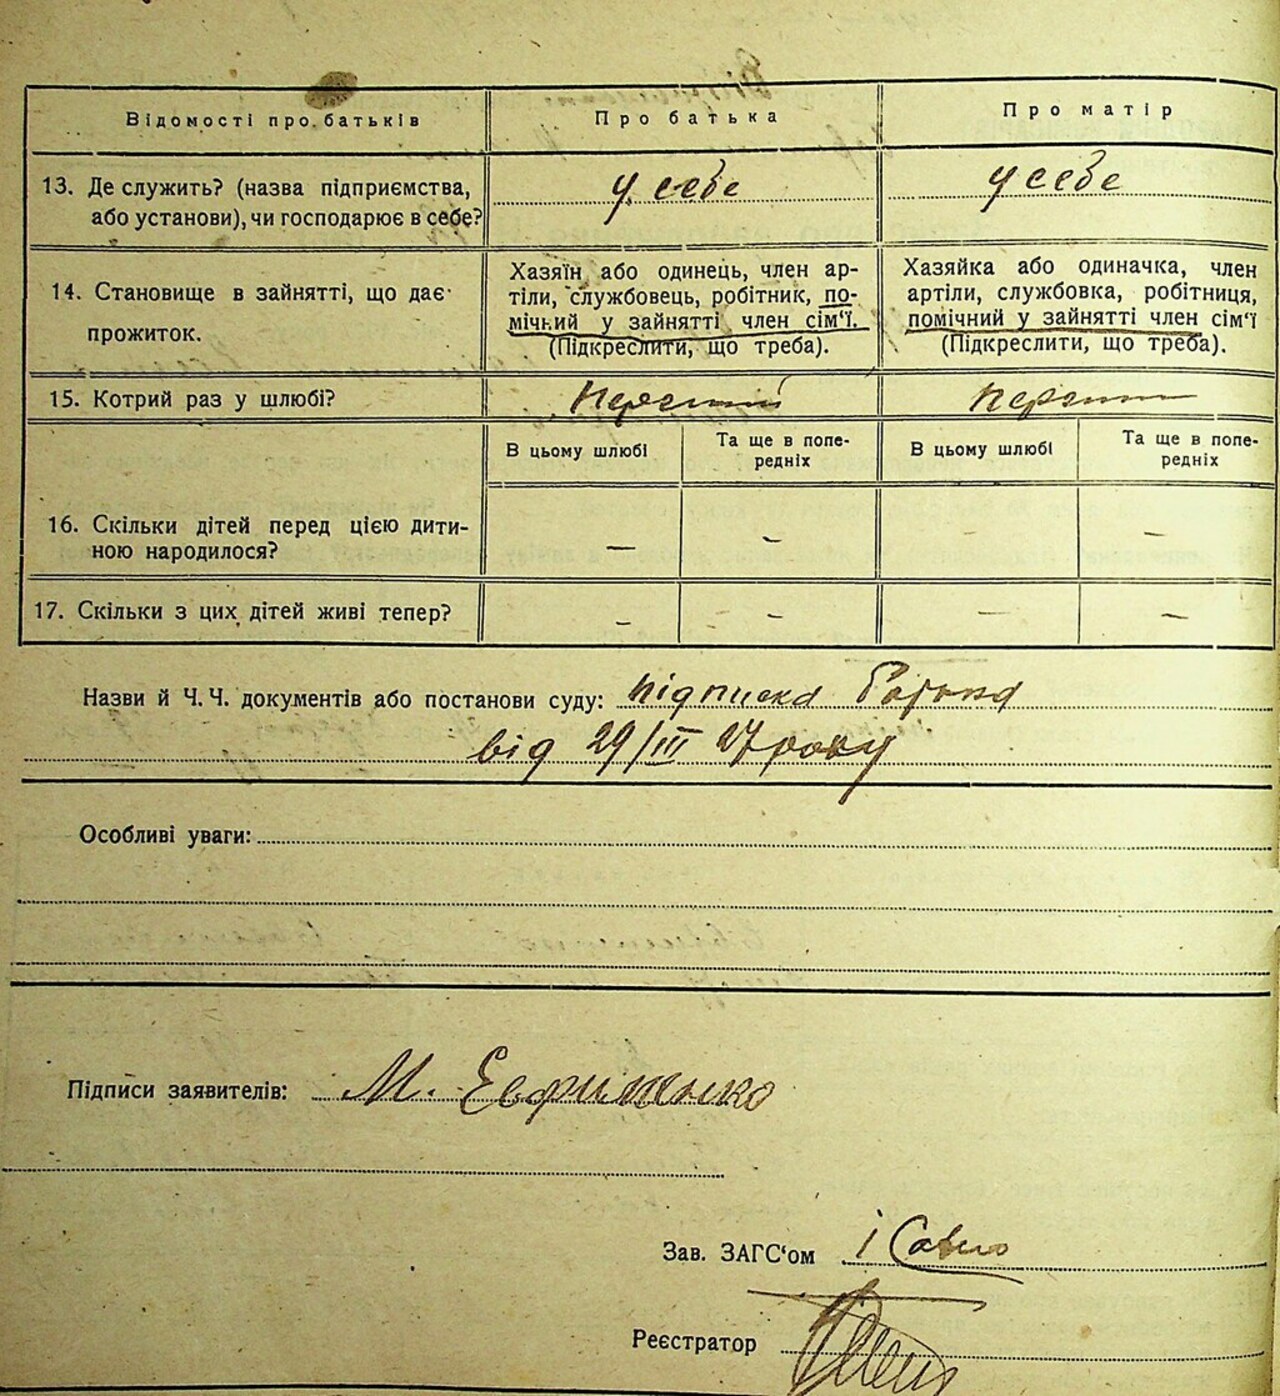 Відомості про батьків
Про батька
Про матір
13. Де служить? (назва підприємства,
або установи), чи господарює в себе?
у себе
у себе
14. Становище в зайнятті, що дає
прожиток.
Хазяїн або одинець, член ар-
тіли, службовець, робітник, по-
мічний у зайнятті член сім'ї.
(Підкреслити, що треба).
Хазяйка або одиначка, член
артіли, службовка, робітниця,
помічний у зайнятті член сім'ї
(Підкреслити, що треба).
15. Котрий раз у шлюбі?
первий
В цьому шлюбі
Та ще в попе-
редніх
В цьому шлюбі
Та ще в попе-
редніх
16. Скільки дітей перед цією дити-
ною народилося?
— — — —
17. Скільки з цих дітей живі тепер?
— — — —
Назви й Ч. Ч. документів або постанови суду: підписка
від 29/III 27 року
Особливі уваги:
Підписи заявителів: М. Евфименко
Зав. ЗАГС'ом І
Реєстратор